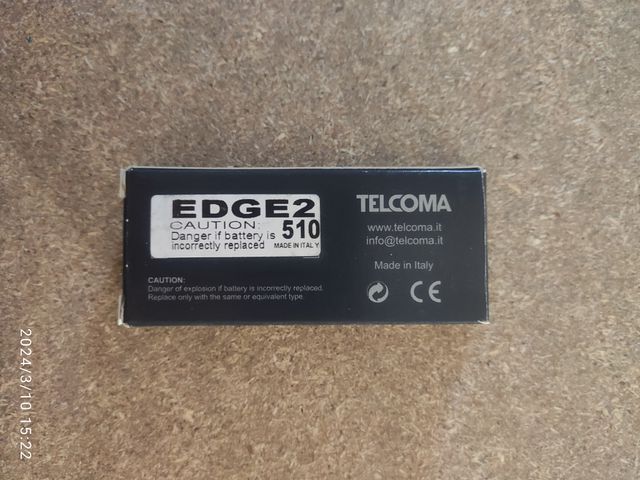 EDGE2
CAUTION:
Danger if battery is
incorrectly replaced
510
MADE IN ITALY
TELCOMA
www.telcoma.it
info@telcoma.it
Made in Italy
CAUTION:
Danger of explosion if battery is incorrectly replaced.
Replace only with the same or equivalent type.
CE
2024/3/10 15:22